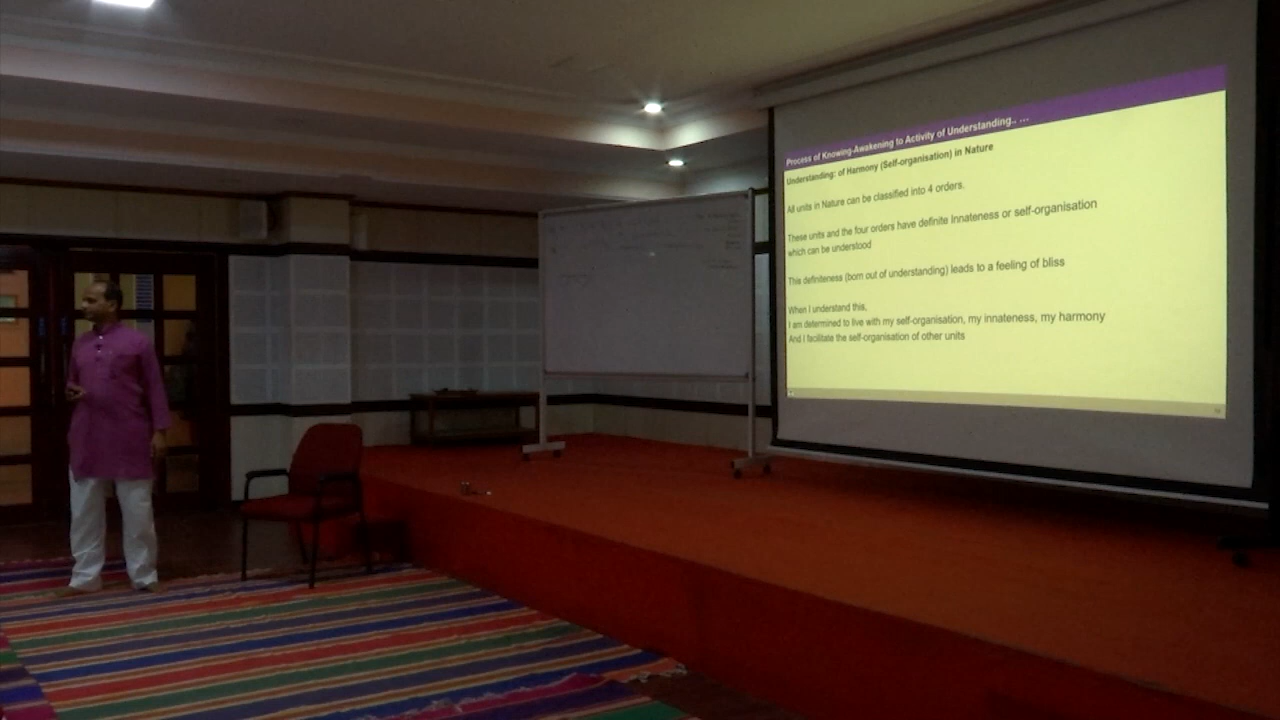 Process of Knowing-Awakening to Activity of Understanding.. ...
Understanding: of Harmony (Self-organisation) in Nature
All units in Nature can be classified into 4 orders.
These units and the four orders have definite Innateness or self-organisation
which can be understood
This definiteness (born out of understanding) leads to a feeling of bliss
When I understand this,
I am determined to live with my self-organisation, my innateness, my harmony
And I facilitate the self-organisation of other units